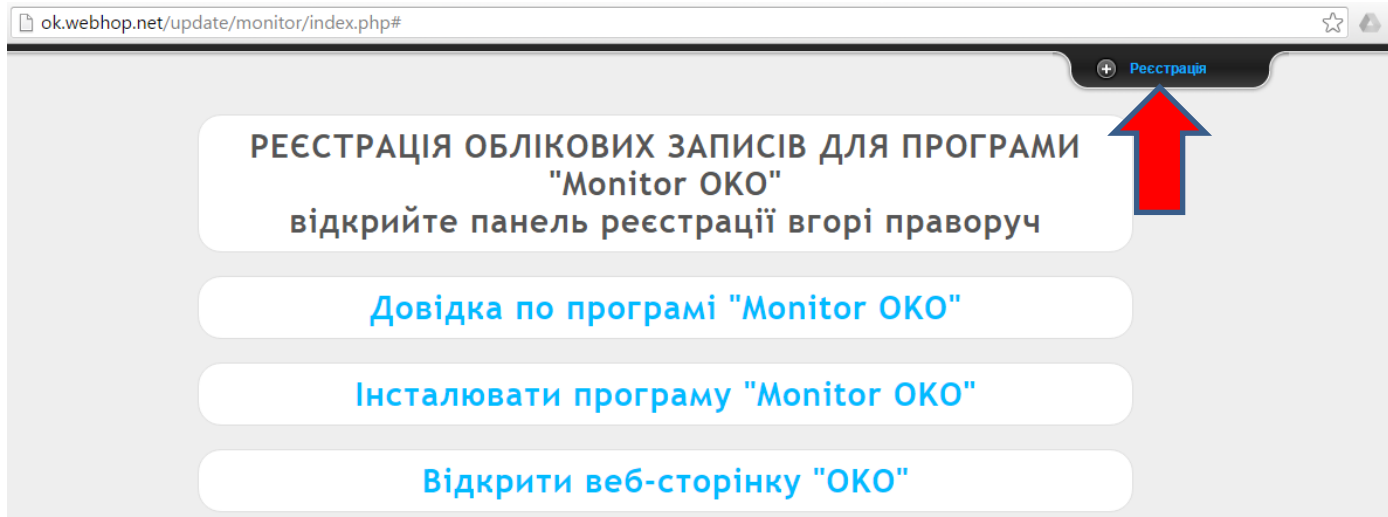 ok.webhop.net/update/monitor/index.php#
Реєстрація
РЕЄСТРАЦІЯ ОБЛІКОВИХ ЗАПИСІВ ДЛЯ ПРОГРАМИ
"Monitor OKO"
відкрийте панель реєстрації вгорі праворуч
Довідка по програмі "Monitor OKO"
Інсталювати програму "Monitor OKO"
Відкрити веб-сторінку "OKO"